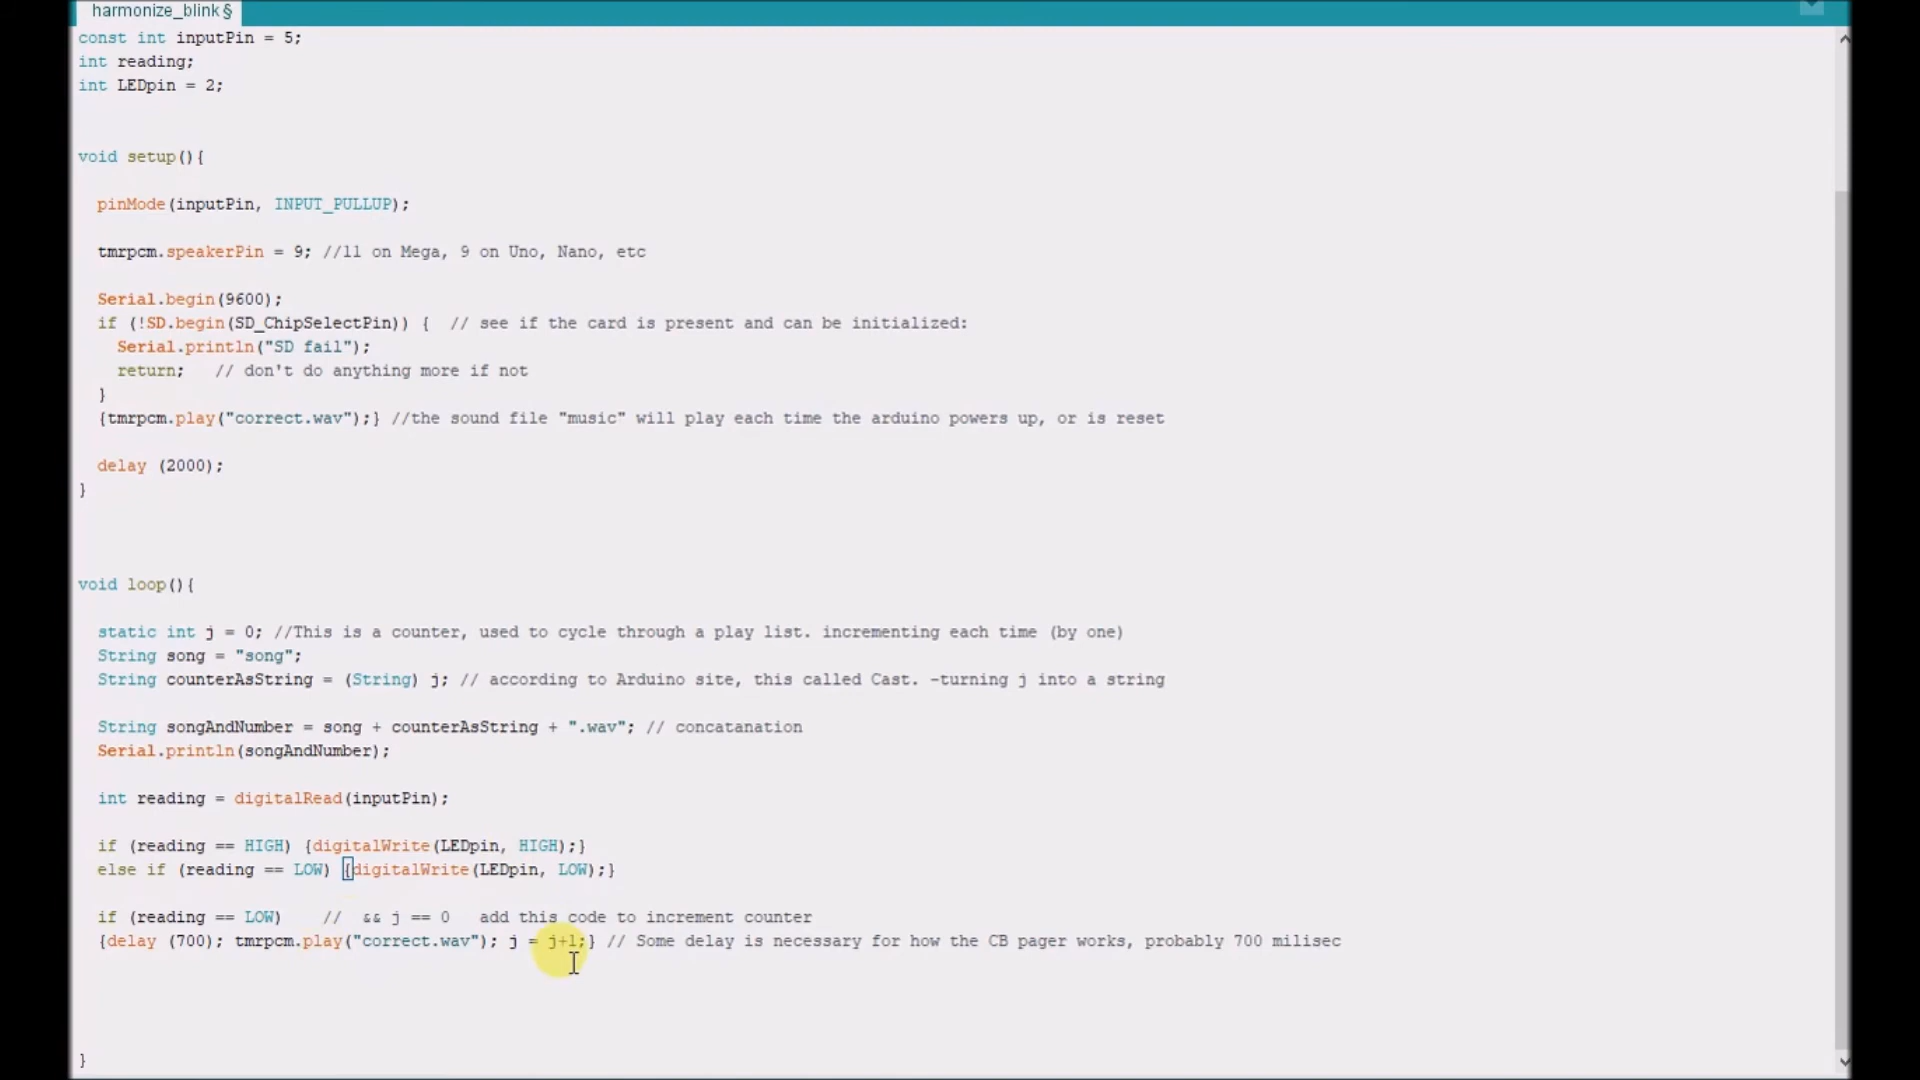 harmonize_blink §
const int inputPin = 5;
int reading;
int LEDpin = 2;
void setup(){
pinMode(inputPin, INPUT_PULLUP);
tmrpcm.speakerPin = 9; //11 on Mega, 9 on Uno, Nano, etc
Serial.begin(9600);
if (!SD.begin(SD_ChipSelectPin)) {  // see if the card is present and can be initialized:
Serial.println("SD fail");
return;   // don't do anything more if not
}
{tmrpcm.play("correct.wav");} //the sound file "music" will play each time the arduino powers up, or is reset
delay (2000);
}
void loop(){
static int j = 0; //This is a counter, used to cycle through a play list. incrementing each time (by one)
String song = "song";
String counterAsString = (String) j; // according to Arduino site, this called Cast. -turning j into a string
String songAndNumber = song + counterAsString + ".wav"; // concatanation
Serial.println(songAndNumber);
int reading = digitalRead(inputPin);
if (reading == HIGH) {digitalWrite(LEDpin, HIGH);}
else if (reading == LOW) {digitalWrite(LEDpin, LOW);}
if (reading == LOW)    //  && j == 0   add this code to increment counter
{delay (700); tmrpcm.play("correct.wav"); j = j+1;} // Some delay is necessary for how the CB pager works, probably 700 milisec
}